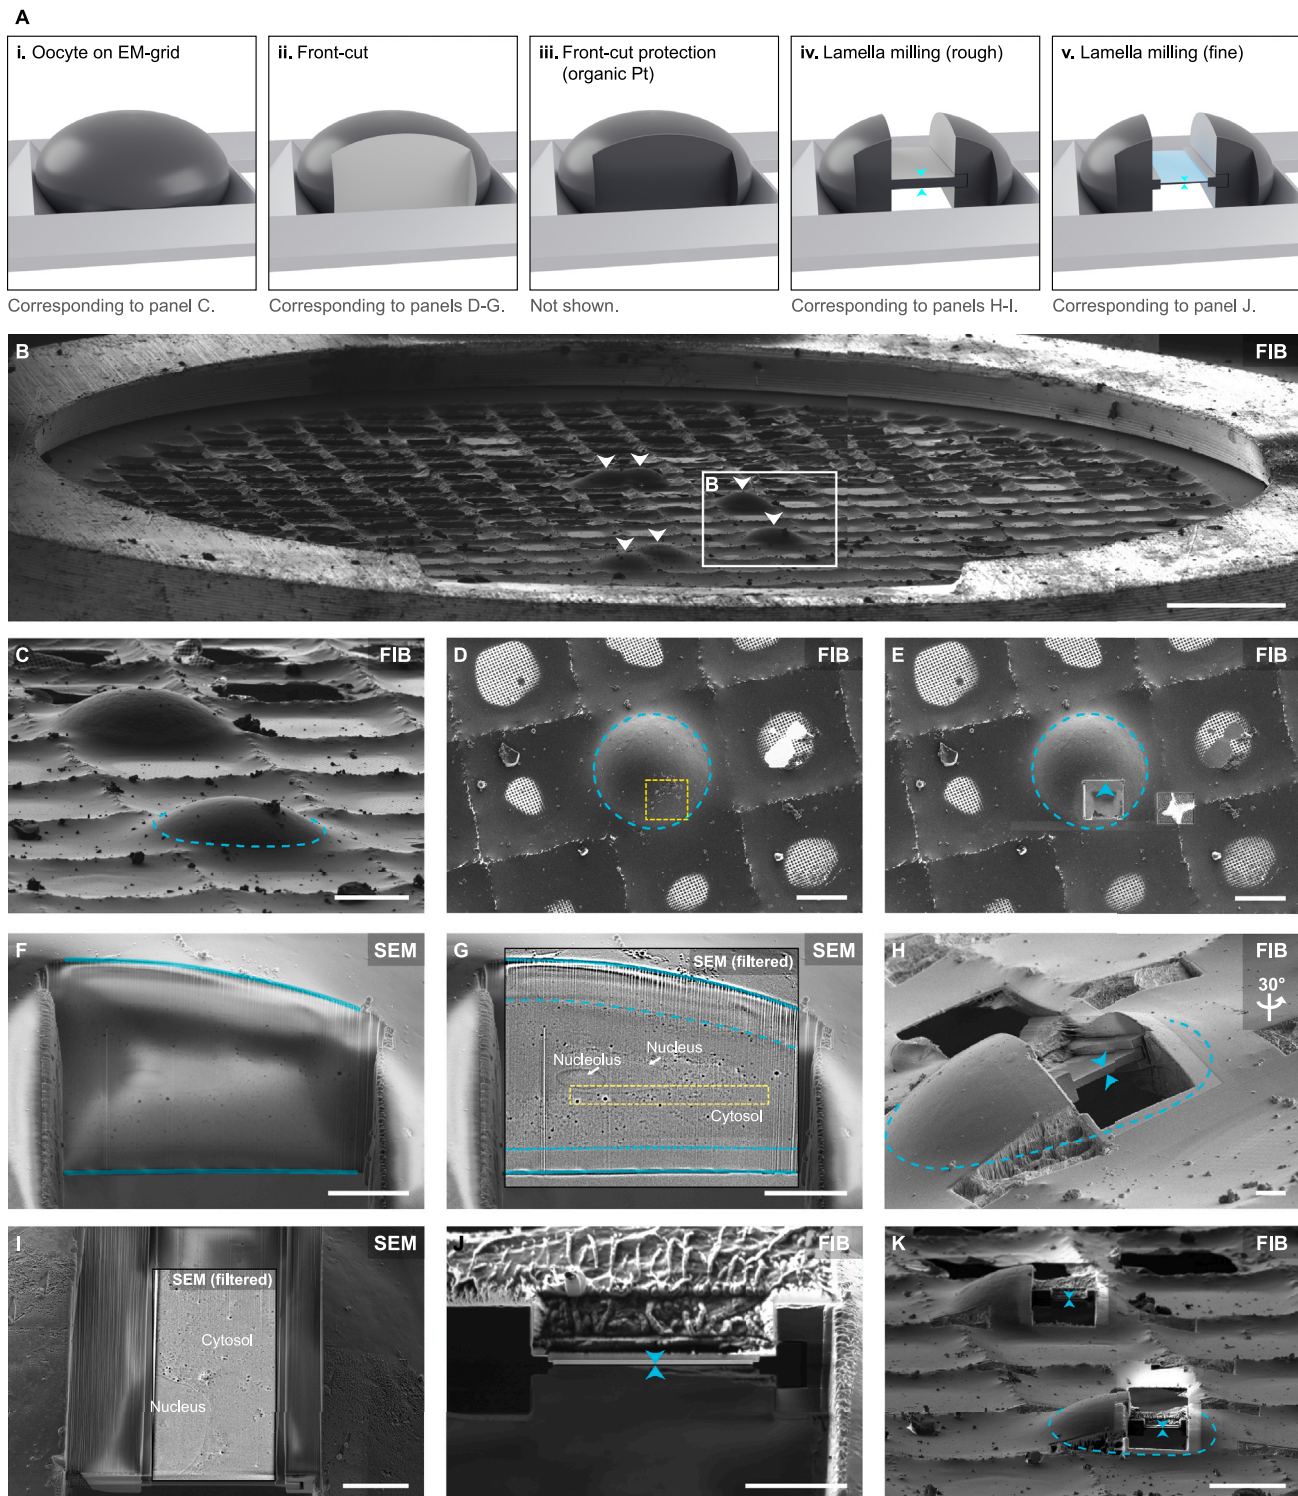 A
i. Oocyte on EM-grid
ii. Front-cut
iii. Front-cut protection
(organic Pt)
iv. Lamella milling (rough)
v. Lamella milling (fine)
Corresponding to panel C.
Corresponding to panels D-G.
Not shown.
Corresponding to panels H-I.
Corresponding to panel J.
B
FIB
B
C
FIB
D
FIB
E
FIB
F
SEM
G
SEM
SEM (filtered)
Nucleolus
Nucleus
Cytosol
H
FIB
30°
I
SEM
SEM (filtered)
Cytosol
Nucleus
J
FIB
K
FIB